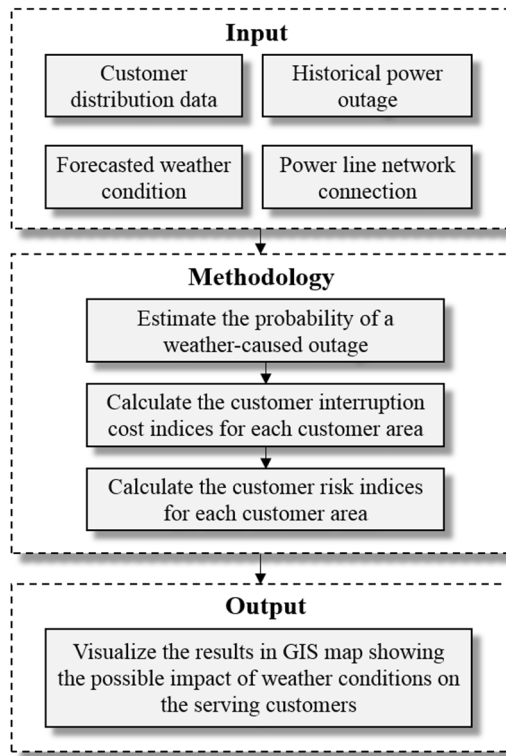 Input
Customer
distribution data
Historical power
outage
Forecasted weather
condition
Power line network
connection
Methodology
Estimate the probability of a
weather-caused outage
Calculate the customer interruption
cost indices for each customer area
Calculate the customer risk indices
for each customer area
Output
Visualize the results in GIS map showing
the possible impact of weather conditions on
the serving customers